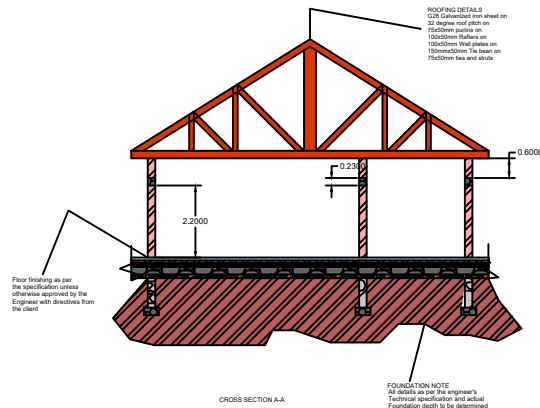 ROOFING DETAILS
G28 Galvanized iron sheet on
32 degree roof pitch on
75x50mm purlins on
100x50mm Rafters on
100x50mm Wall plates on
150mmx50mm Tie bean on
75x50mm ties and struts
0.6000
0.2300
2.2000
Floor finishing as per
the specification unless
otherwise approved by the
Engineer with directives from
the client
FOUNDATION NOTE
All details as per the engineer's
Technical specification and actual
Foundation depth to be determined
CROSS SECTION A-A